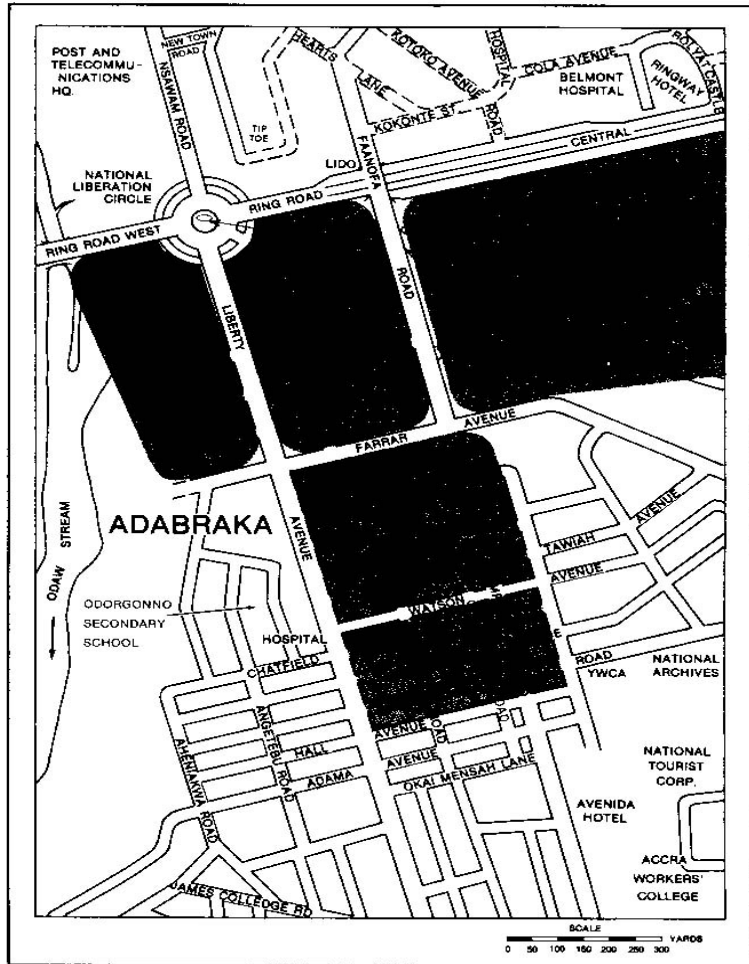 POST AND
TELECOMMU-
NICATIONS
HQ.
NEW TOWN
ROAD
NSAWAM ROAD
TIP
TOE
HEARTS
LANE
KOTOKO AVENUE
HOSPITAL
ROAD
COLA AVENUE
BELMONT
HOSPITAL
RINGWAY
HOTEL
ROLYAT CASTLE
KOKONTE ST
LIDO
FAANOFA
ROAD
CENTRAL
NATIONAL
LIBERATION
CIRCLE
RING ROAD
RING ROAD WEST
LIBERTY
AVENUE
FARRAR
AVENUE
ADABRAKA
ODAW
STREAM
TAWIAH
AVENUE
WATSON
AVENUE
ODORGONNO
SECONDARY
SCHOOL
HOSPITAL
CHATFIELD
ROAD
YWCA
NATIONAL
ARCHIVES
ANGETEBU ROAD
AHENIAKWA ROAD
HALL
AVENUE
ADAMA
AVENUE
OKAI MENSAH LANE
NATIONAL
TOURIST
CORP.
AVENIDA
HOTEL
ACCRA
WORKERS'
COLLEGE
JAMES COLLEDGE RD
SCALE
0 50 100 150 200 250 300 YARDS